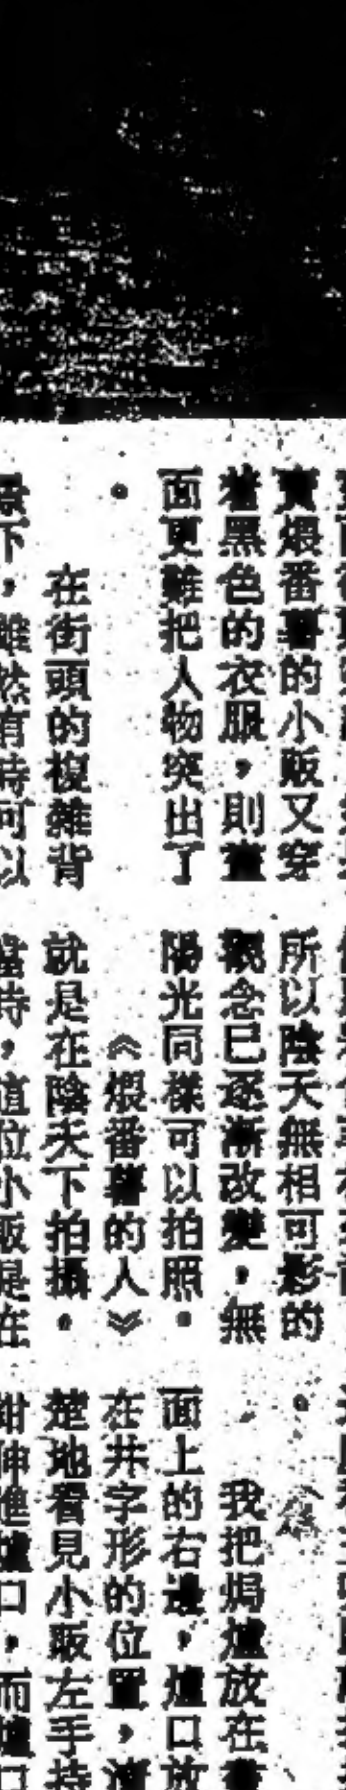 賣煨番薯的小販又穿
着黑色的衣服，則畫
面更難把人物突出了
。
在街頭的複雜背
景下，雖然有時可以
所以陰天無相可影的
觀念已逐漸改變，無
陽光同樣可以拍照。
《煨番薯的人》
就是在陰天下拍攝。
當時，這位小販是在
。
我把焗爐放在畫
面上的右邊，爐口放
在井字形的位置，清
楚地看見小販左手持
鉗伸進爐口，而爐口